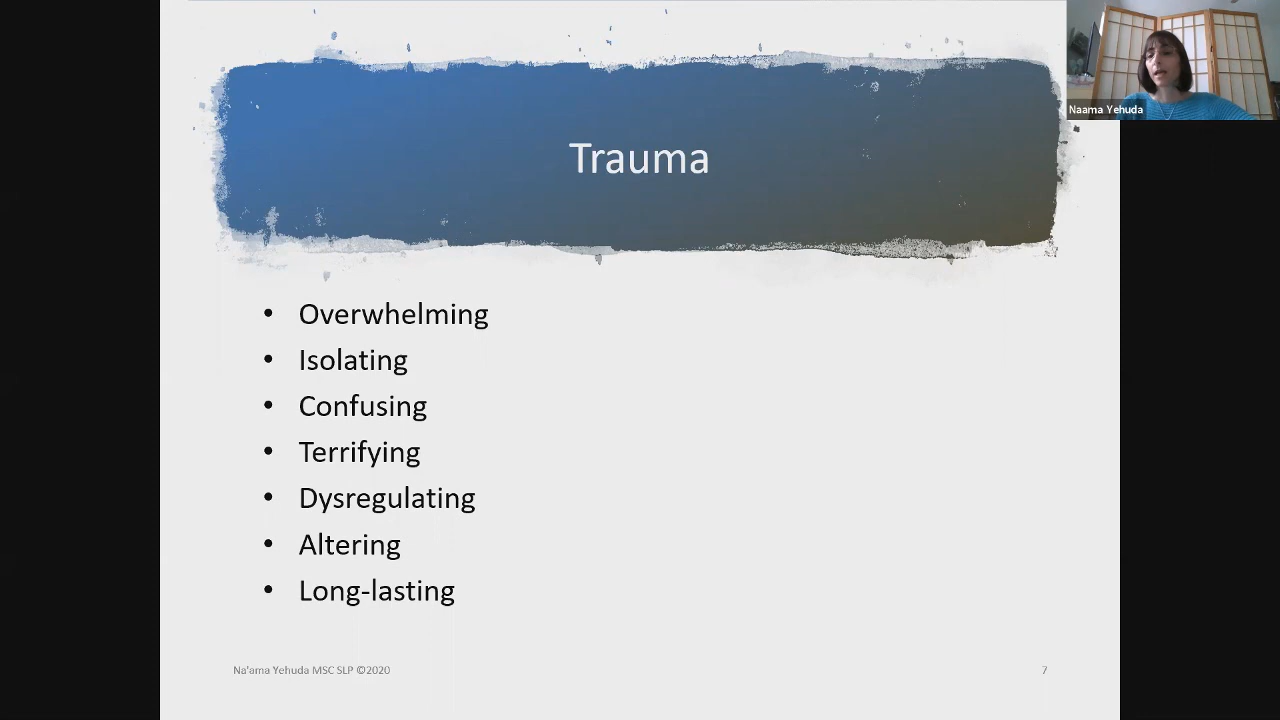 Trauma
Naama Yehuda
• Overwhelming
• Isolating
• Confusing
• Terrifying
• Dysregulating
• Altering
• Long-lasting
Na'ama Yehuda MSC SLP ©2020
7